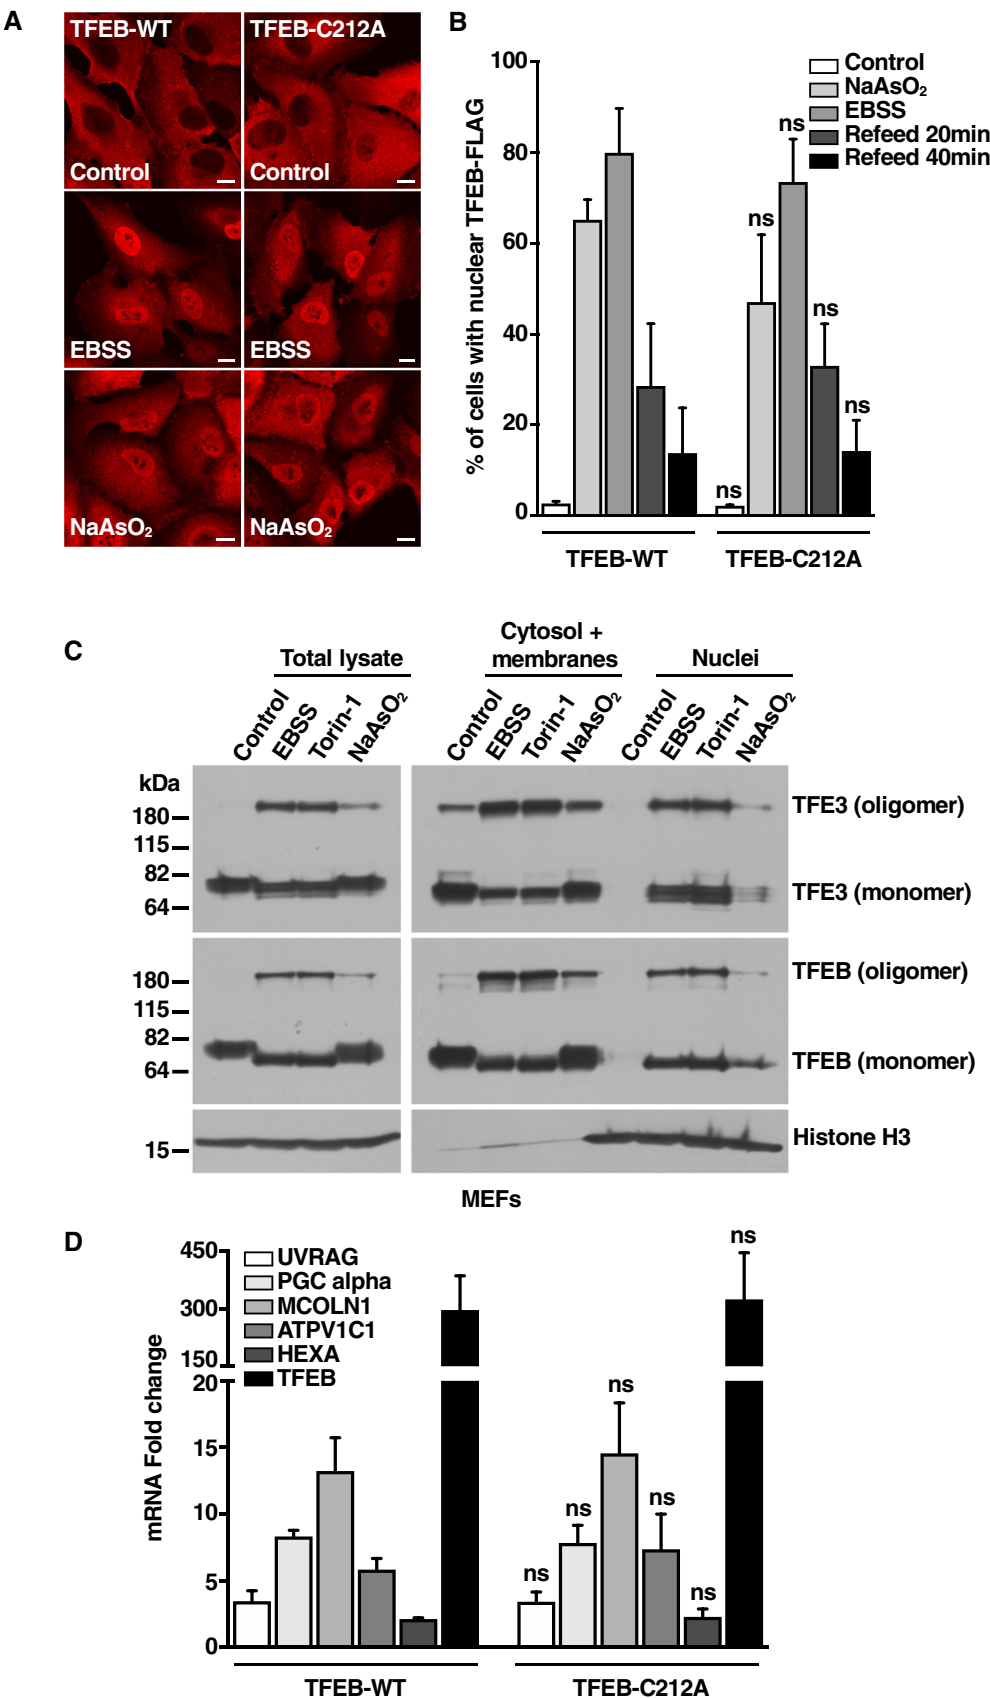 A
TFEB-WT
TFEB-C212A
Control
Control
EBSS
EBSS
NaAsO₂
NaAsO₂
B
% of cells with nuclear TFEB-FLAG
100
80
60
40
20
0
Control
NaAsO₂
EBSS
Refeed 20min
Refeed 40min
ns
ns
ns
ns
ns
TFEB-WT
TFEB-C212A
C
Total lysate
Cytosol +
membranes
Nuclei
Control
EBSS
Torin-1
NaAsO₂
Control
EBSS
Torin-1
NaAsO₂
Control
EBSS
Torin-1
NaAsO₂
kDa
180
115
82
64
TFE3 (oligomer)
TFE3 (monomer)
180
115
82
64
TFEB (oligomer)
TFEB (monomer)
15
Histone H3
MEFs
D
mRNA Fold change
450
300
150
20
15
10
5
0
UVRAG
PGC alpha
MCOLN1
ATPV1C1
HEXA
TFEB
ns
ns
ns
ns
ns
ns
TFEB-WT
TFEB-C212A